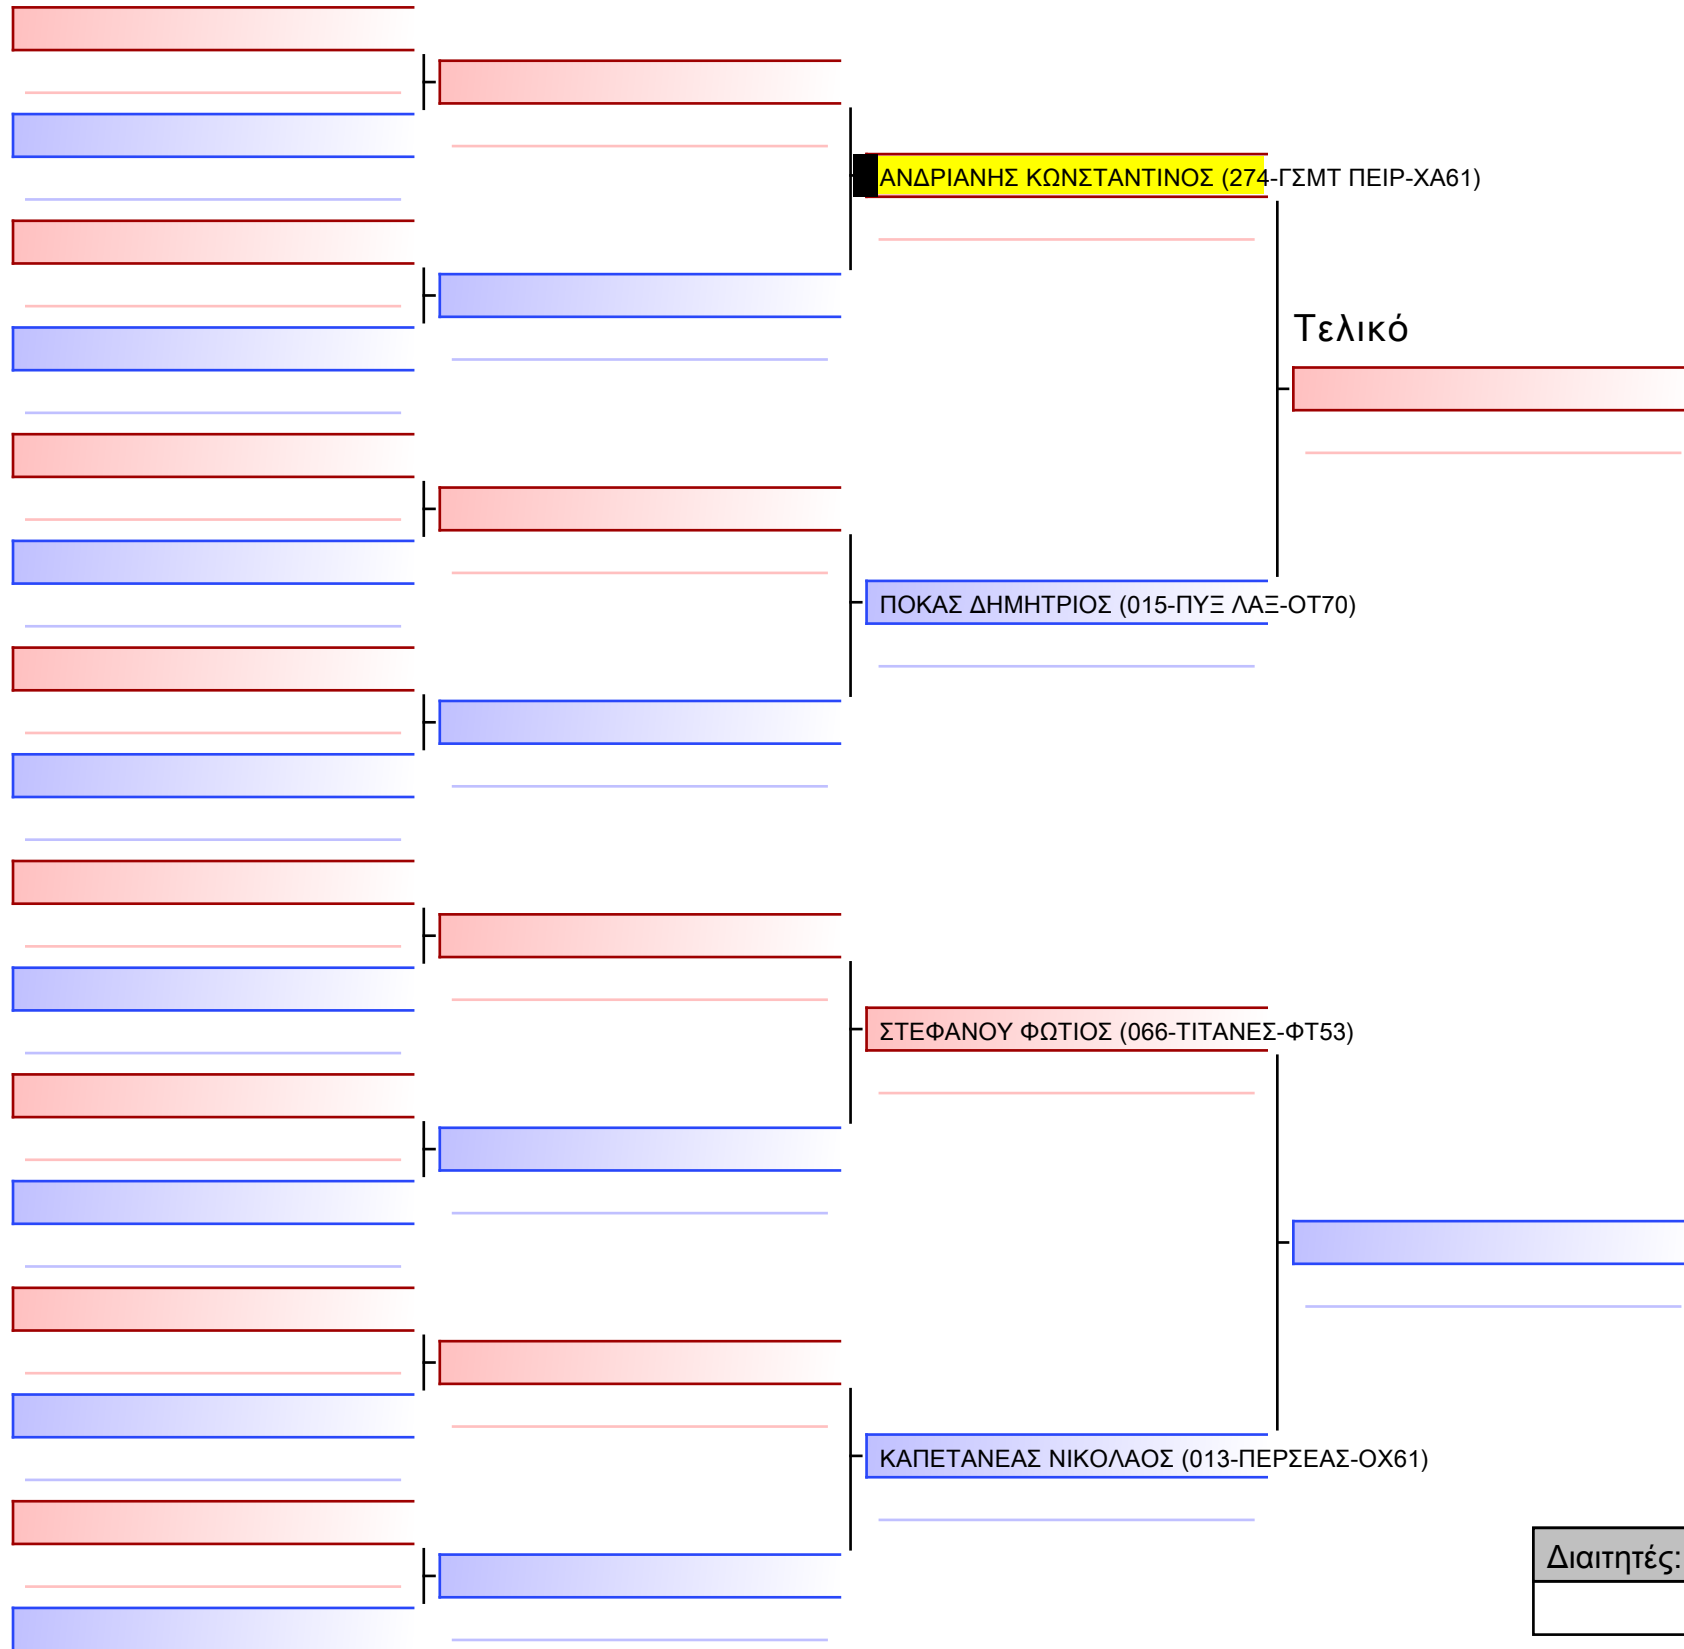 ΑΝΔΡΙΑΝΗΣ ΚΩΝΣΤΑΝΤΙΝΟΣ (274-ΓΣΜΤ ΠΕΙΡ-ΧΑ61)
Τελικό
ΠΟΚΑΣ ΔΗΜΗΤΡΙΟΣ (015-ΠΥΞ ΛΑΞ-ΟΤ70)
ΣΤΕΦΑΝΟΥ ΦΩΤΙΟΣ (066-ΤΙΤΑΝΕΣ-ΦΤ53)
ΚΑΠΕΤΑΝΕΑΣ ΝΙΚΟΛΑΟΣ (013-ΠΕΡΣΕΑΣ-ΟΧ61)
Διαιτητές: